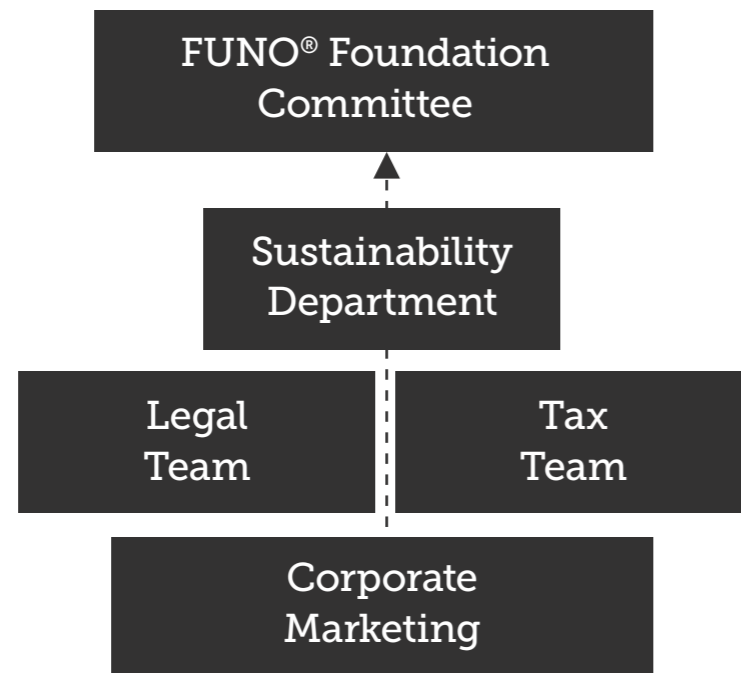 FUNO® Foundation
Committee
Sustainability
Department
Legal
Team
Tax
Team
Corporate
Marketing